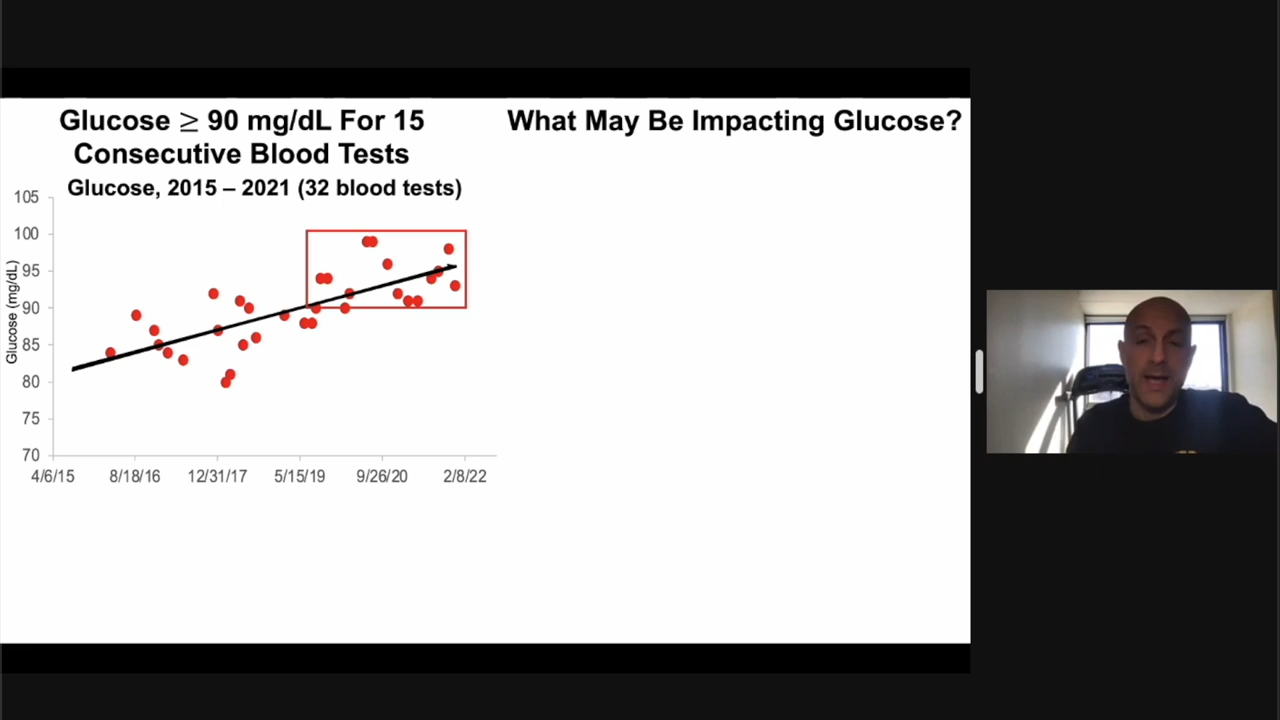 Glucose ≥ 90 mg/dL For 15
Consecutive Blood Tests
What May Be Impacting Glucose?
Glucose, 2015 – 2021 (32 blood tests)
Glucose (mg/dL)
105
100
95
90
85
80
75
70
4/6/15
8/18/16
12/31/17
5/15/19
9/26/20
2/8/22